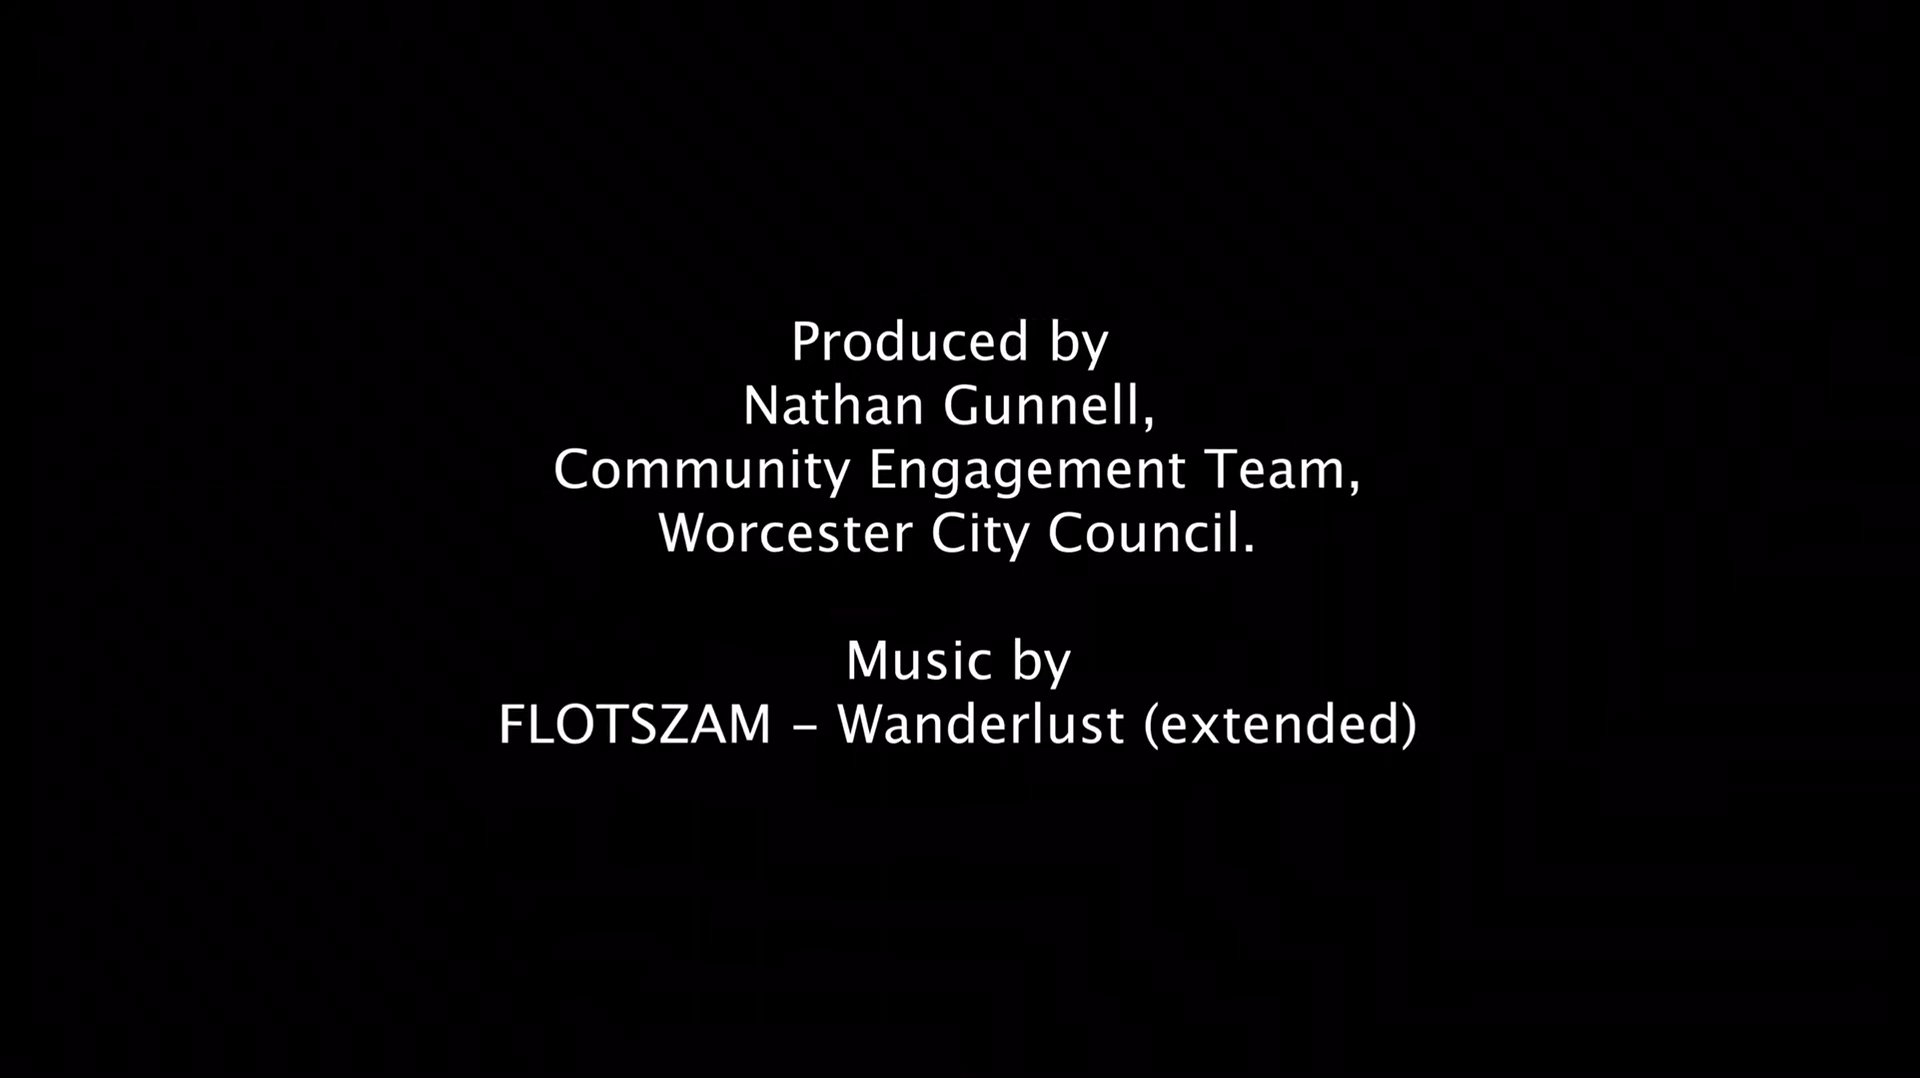 Produced by
Nathan Gunnell,
Community Engagement Team,
Worcester City Council.
Music by
FLOTSZAM – Wanderlust (extended)